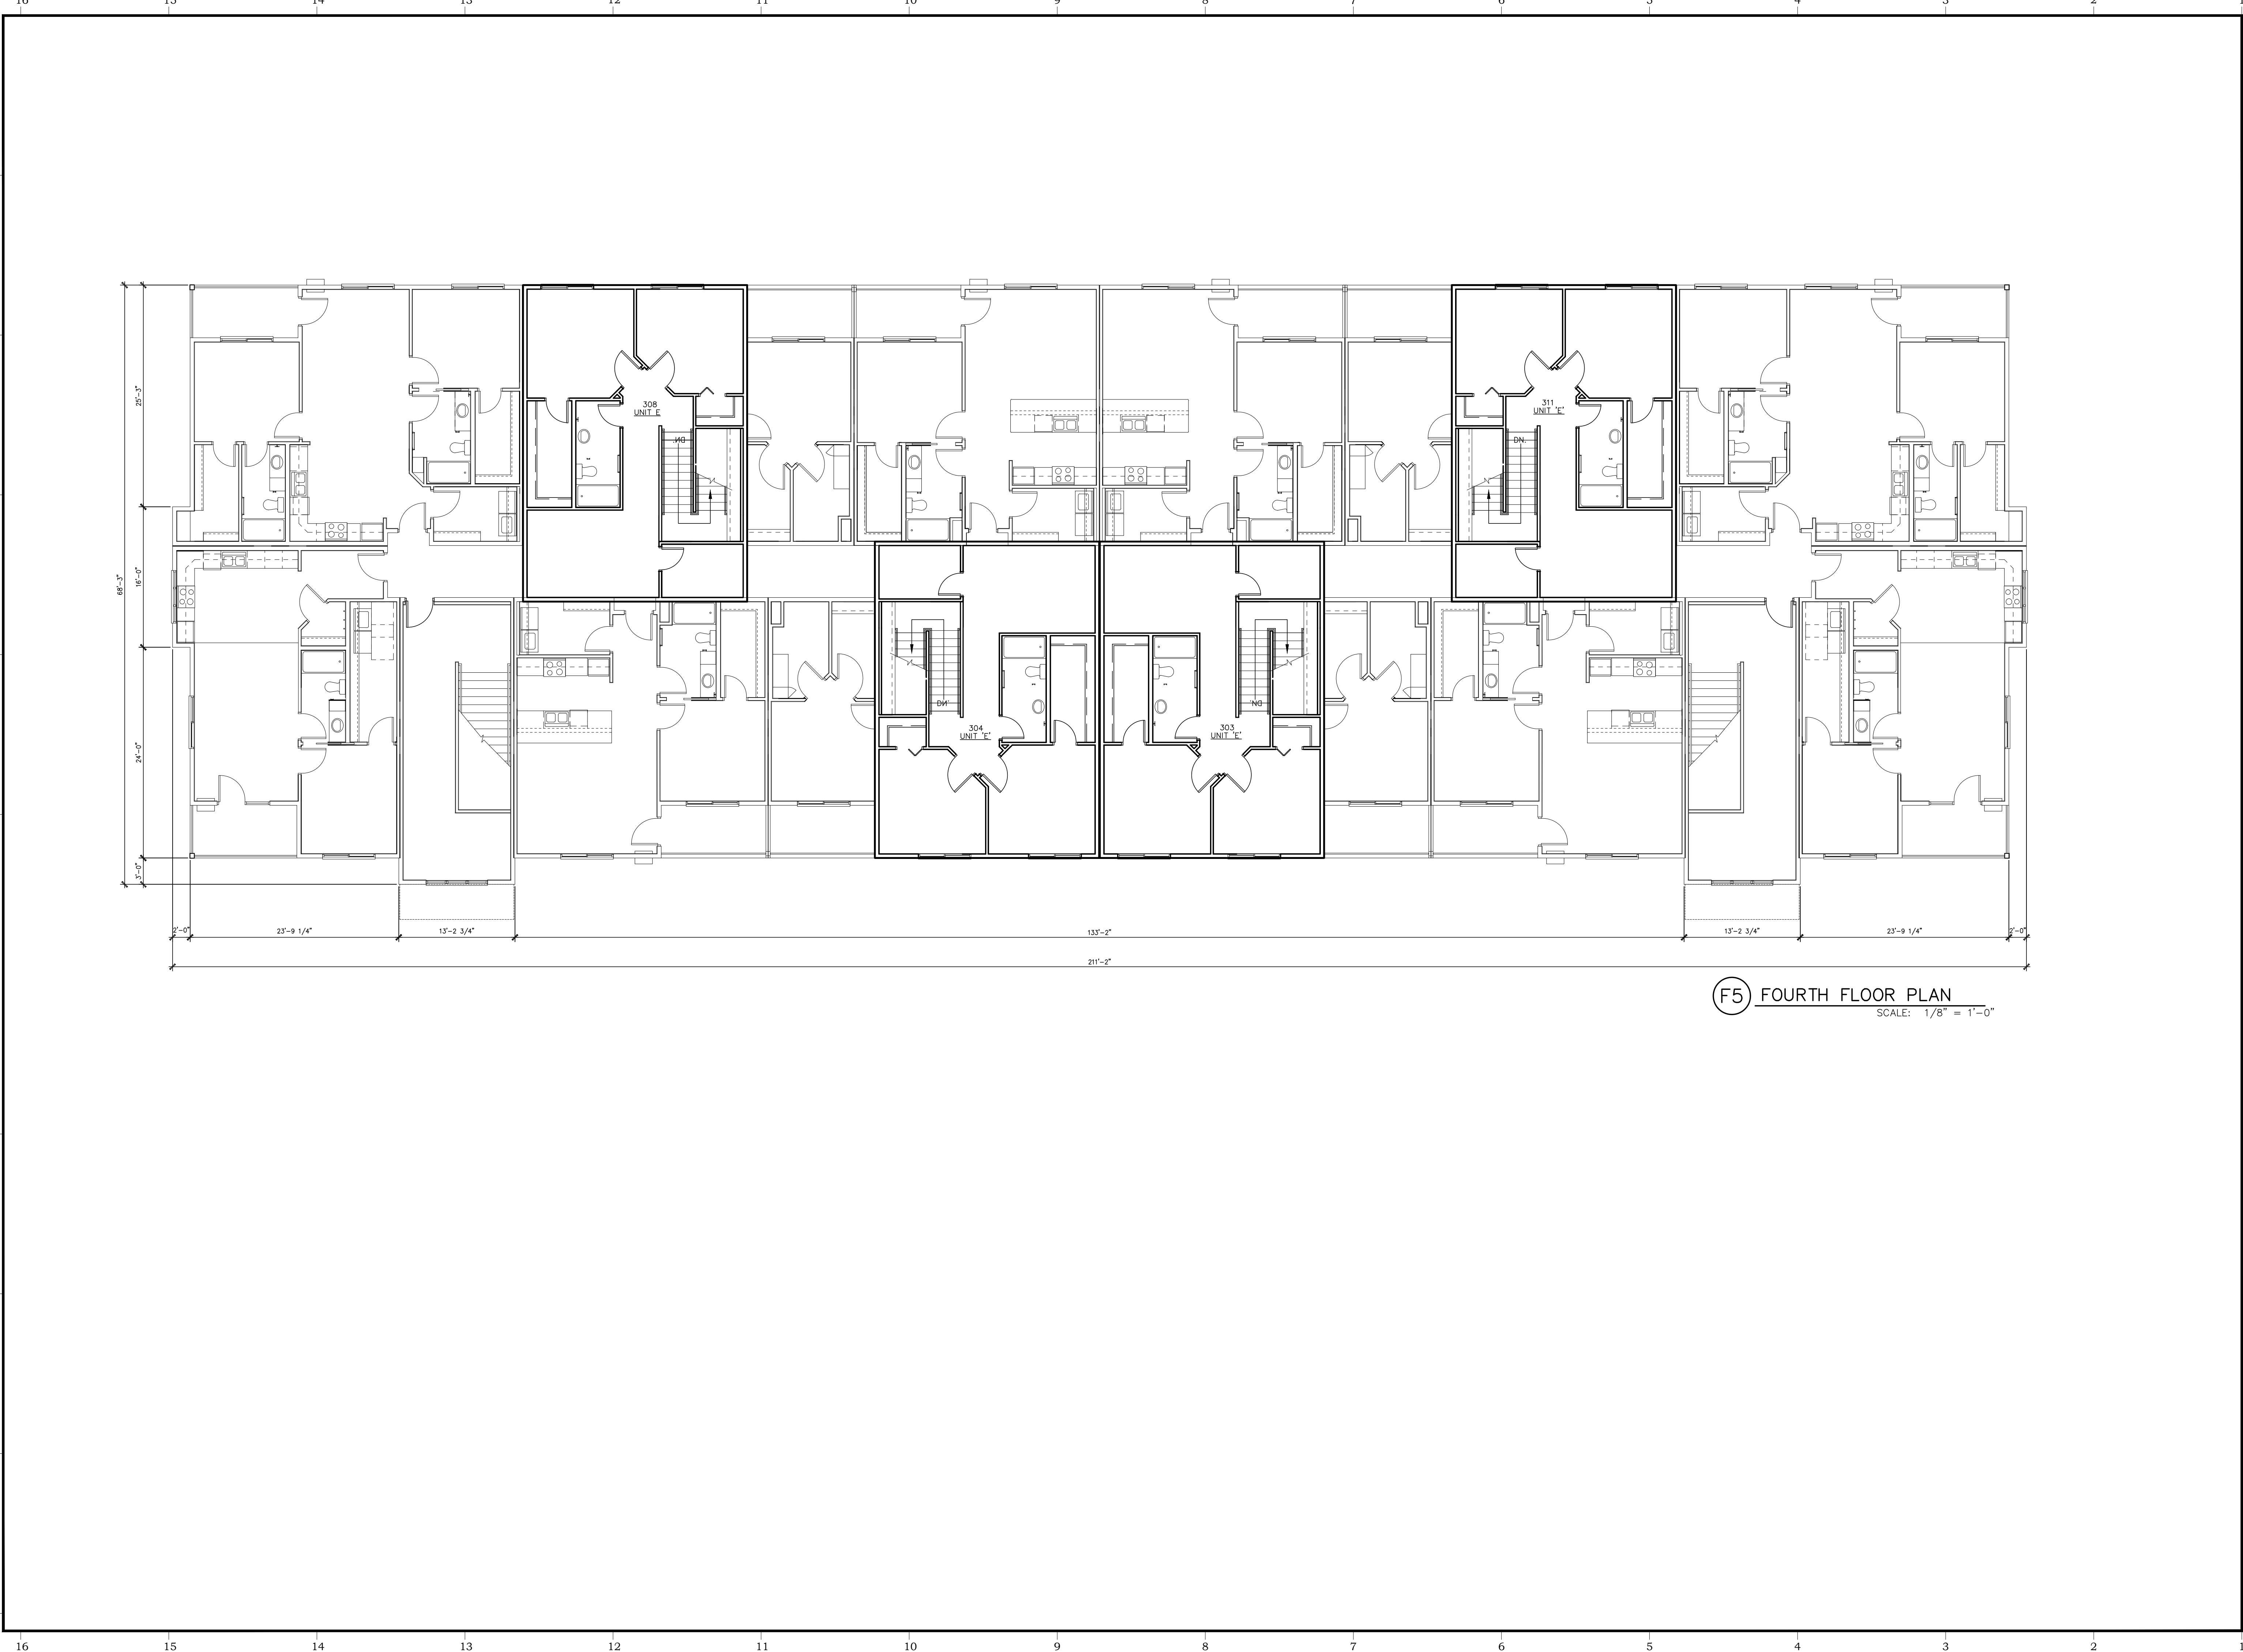 16 15 14 13 12 11 10 9 8 7 6 5 4 3 2 1
308
UNIT E
DN.
311
UNIT 'E'
DN.
25'-3"
68'-3"
16'-0"
24'-0"
3'-0"
304
UNIT 'E'
DN.
303
UNIT 'E'
DN.
2'-0" 23'-9 1/4" 13'-2 3/4" 133'-2" 13'-2 3/4" 23'-9 1/4" 2'-0"
211'-2"
F5 FOURTH FLOOR PLAN
SCALE: 1/8" = 1'-0"
16 15 14 13 12 11 10 9 8 7 6 5 4 3 2 1